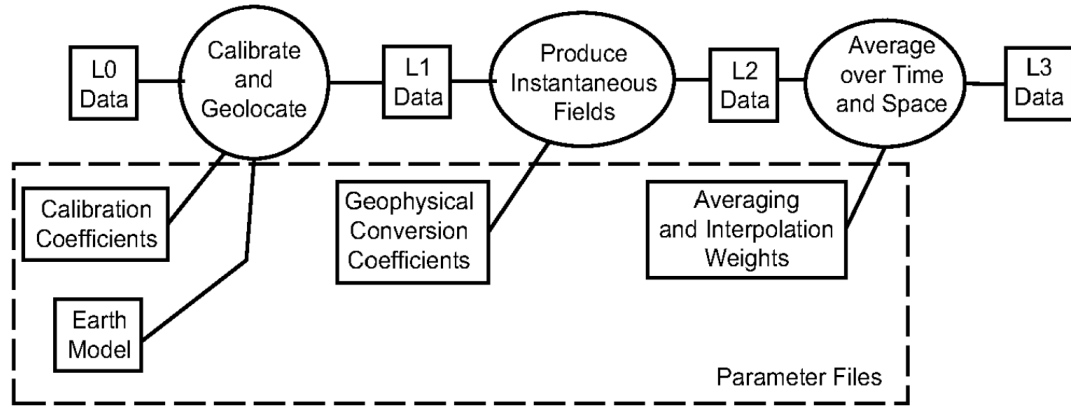 L0
Data
Calibrate
and
Geolocate
L1
Data
Produce
Instantaneous
Fields
L2
Data
Average
over Time
and Space
L3
Data
Calibration
Coefficients
Geophysical
Conversion
Coefficients
Averaging
and Interpolation
Weights
Earth
Model
Parameter Files